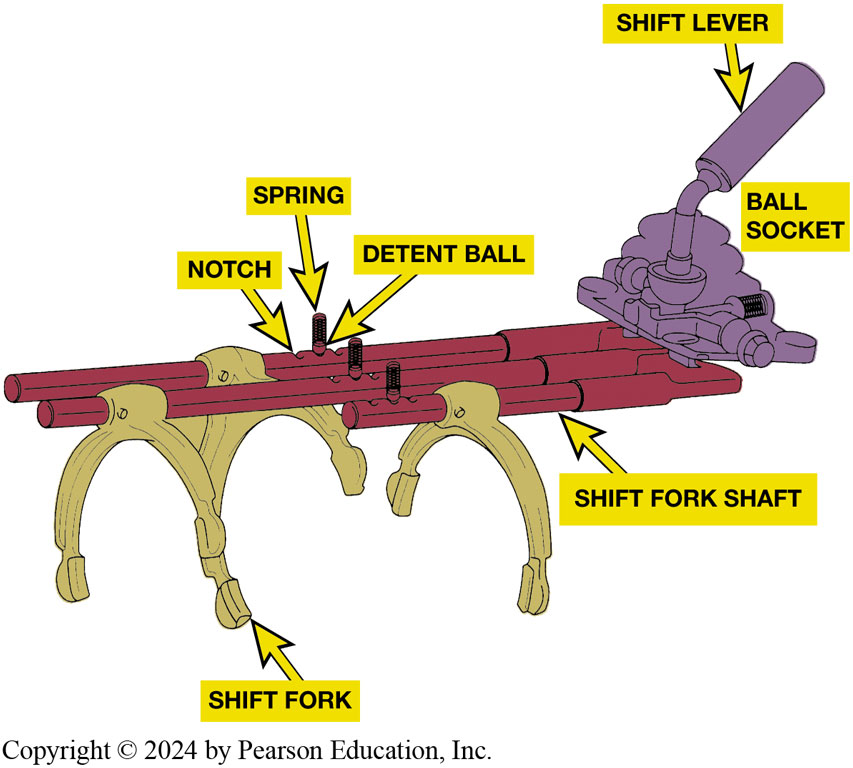 SHIFT LEVER
SPRING
BALL
SOCKET
DETENT BALL
NOTCH
SHIFT FORK SHAFT
SHIFT FORK
Copyright © 2024 by Pearson Education, Inc.